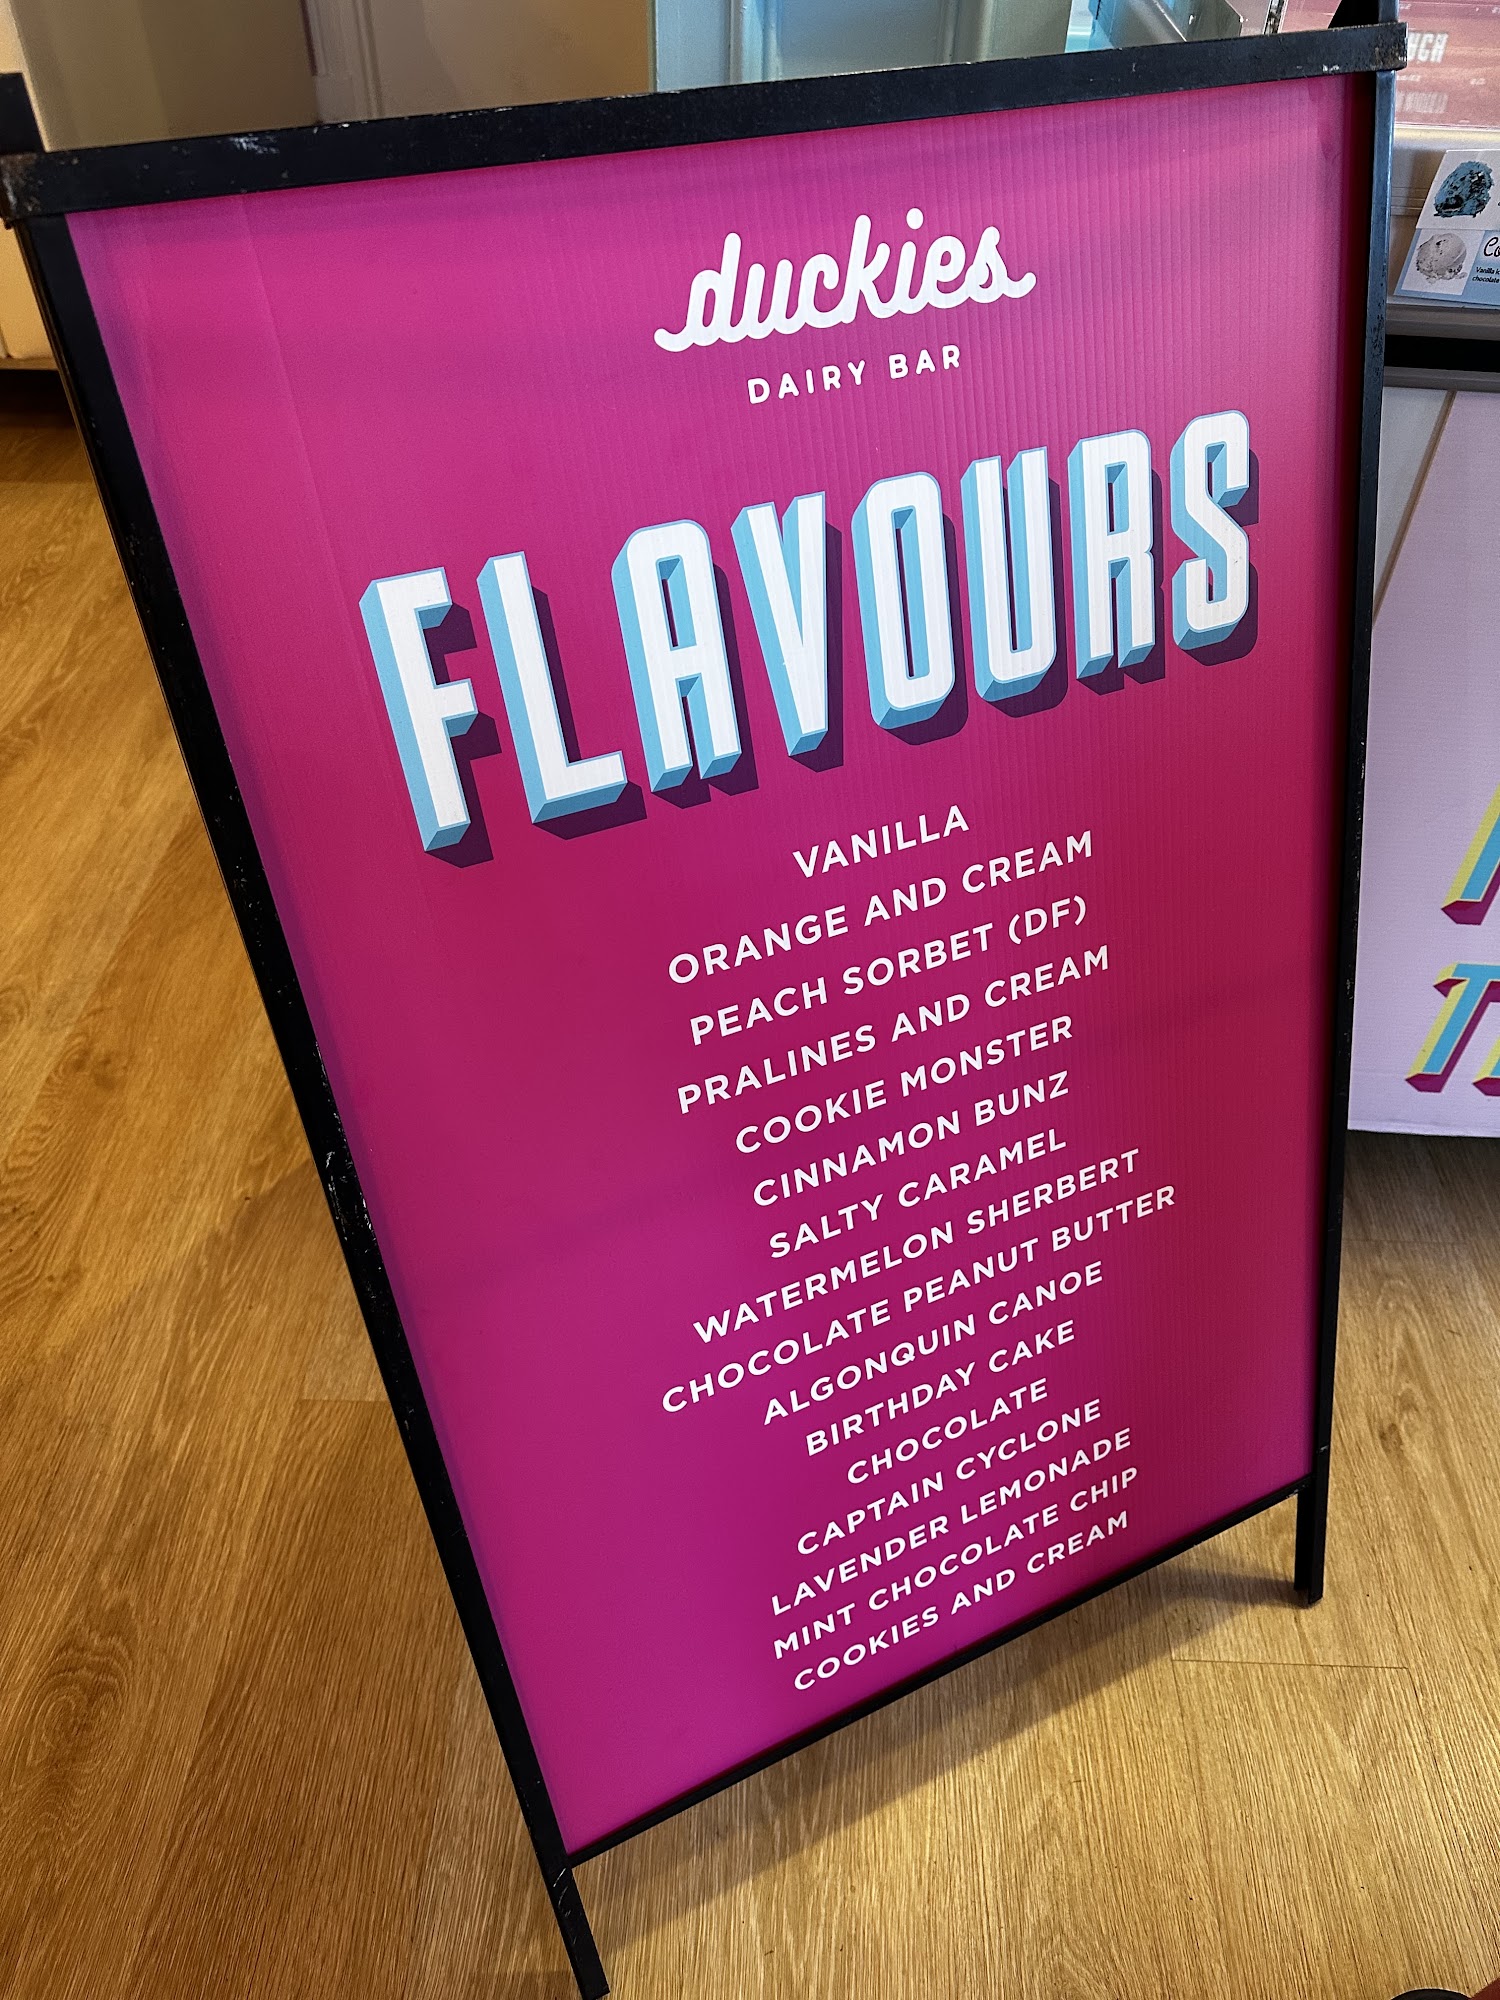 duckies
DAIRY BAR
FLAVOURS
VANILLA
ORANGE AND CREAM
PEACH SORBET (DF)
PRALINES AND CREAM
COOKIE MONSTER
CINNAMON BUNZ
SALTY CARAMEL
WATERMELON SHERBERT
CHOCOLATE PEANUT BUTTER
ALGONQUIN CANOE
BIRTHDAY CAKE
CHOCOLATE
CAPTAIN CYCLONE
LAVENDER LEMONADE
MINT CHOCOLATE CHIP
COOKIES AND CREAM